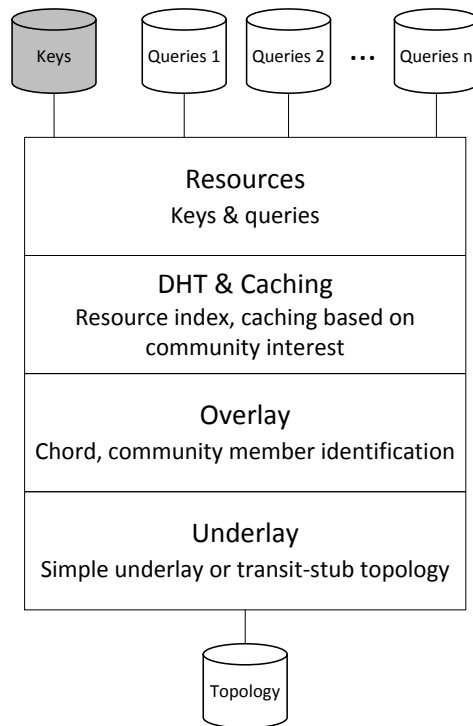 Keys
Queries 1
Queries 2
...
Queries n
Resources
Keys & queries
DHT & Caching
Resource index, caching based on
community interest
Overlay
Chord, community member identification
Underlay
Simple underlay or transit-stub topology
Topology